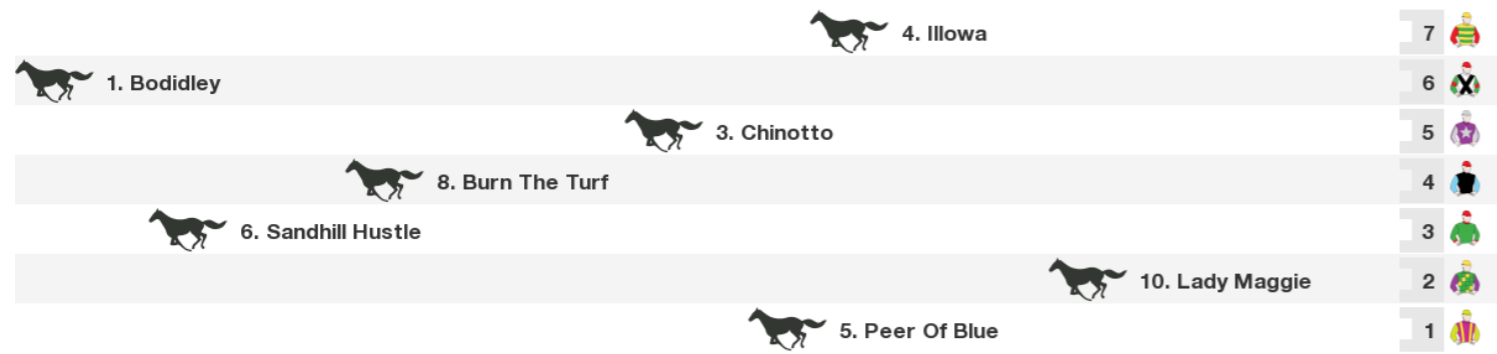 4. Illowa 7
1. Bodidley 6
3. Chinotto 5
8. Burn The Turf 4
6. Sandhill Hustle 3
10. Lady Maggie 2
5. Peer Of Blue 1